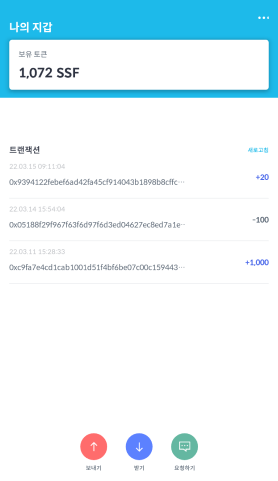 나의 지갑
보유 토큰
1,072 SSF
트랜잭션
새로고침
22.03.15 09:11:04
0x9394122febef6ad42fa45cf914043b1898b8cffc…
+20
22.03.14 15:54:04
0x05188f29f967f63f6d97f6d3ed04627ec8ed7a1e…
-100
22.03.11 15:28:33
0xc9fa7e4cd1cab1001d51f4bf6be07c00c159443…
+1,000
보내기
받기
요청하기